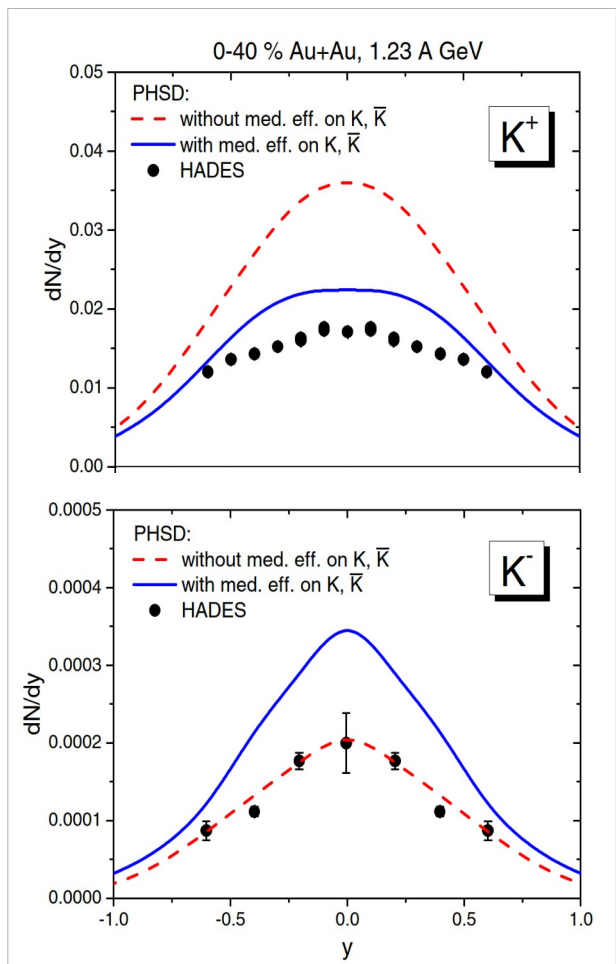 0-40 % Au+Au, 1.23 A GeV
0.05
PHSD:
without med. eff. on K, K̅
with med. eff. on K, K̅
HADES
K⁺
0.04
0.03
dN/dy
0.02
0.01
0.00
0.0005
PHSD:
without med. eff. on K, K̅
with med. eff. on K, K̅
HADES
K⁻
0.0004
0.0003
dN/dy
0.0002
0.0001
0.0000
-1.0 -0.5 0.0 0.5 1.0
y